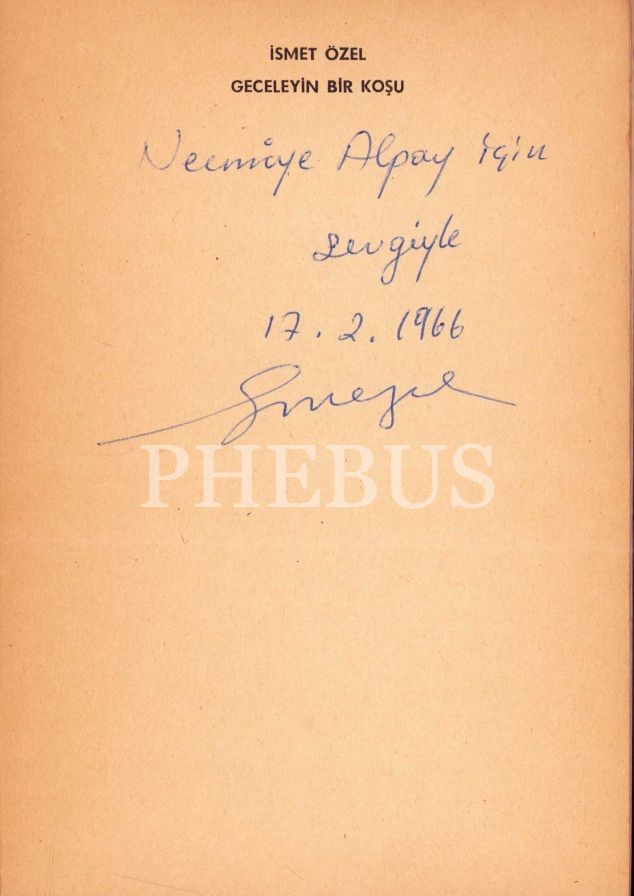 İSMET ÖZEL
GECELEYİN BİR KOŞU
Necmiye Alpay için
sevgiyle
17.2.1966
PHEBUS